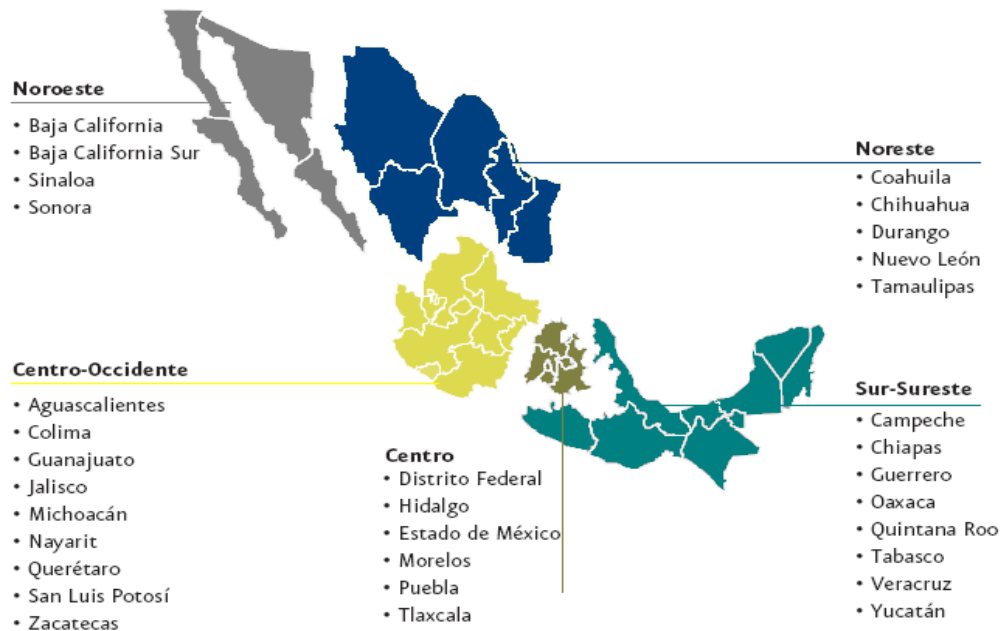 Noroeste
• Baja California
• Baja California Sur
• Sinaloa
• Sonora
Noreste
• Coahuila
• Chihuahua
• Durango
• Nuevo León
• Tamaulipas
Centro-Occidente
• Aguascalientes
• Colima
• Guanajuato
• Jalisco
• Michoacán
• Nayarit
• Querétaro
• San Luis Potosí
• Zacatecas
Centro
• Distrito Federal
• Hidalgo
• Estado de México
• Morelos
• Puebla
• Tlaxcala
Sur-Sureste
• Campeche
• Chiapas
• Guerrero
• Oaxaca
• Quintana Roo
• Tabasco
• Veracruz
• Yucatán